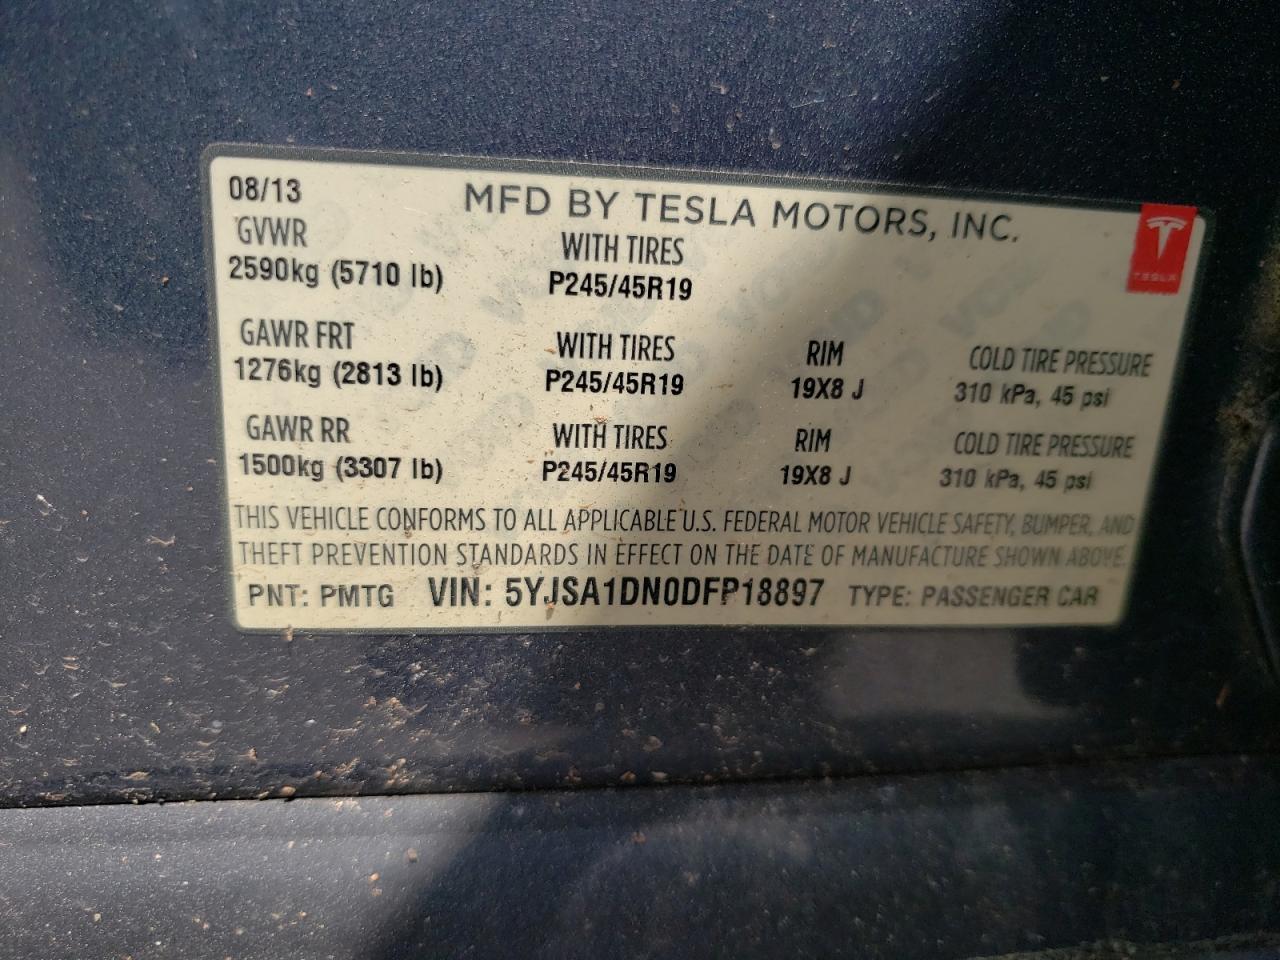 08/13 MFD BY TESLA MOTORS, INC.
GVWR WITH TIRES
2590kg (5710 lb) P245/45R19
TESLA
GAWR FRT WITH TIRES RIM COLD TIRE PRESSURE
1276kg (2813 lb) P245/45R19 19X8 J 310 kPa, 45 psi
GAWR RR WITH TIRES RIM COLD TIRE PRESSURE
1500kg (3307 lb) P245/45R19 19X8 J 310 kPa, 45 psi
THIS VEHICLE CONFORMS TO ALL APPLICABLE U.S. FEDERAL MOTOR VEHICLE SAFETY, BUMPER, AND
THEFT PREVENTION STANDARDS IN EFFECT ON THE DATE OF MANUFACTURE SHOWN ABOVE.
PNT: PMTG VIN: 5YJSA1DN0DFP18897 TYPE: PASSENGER CAR